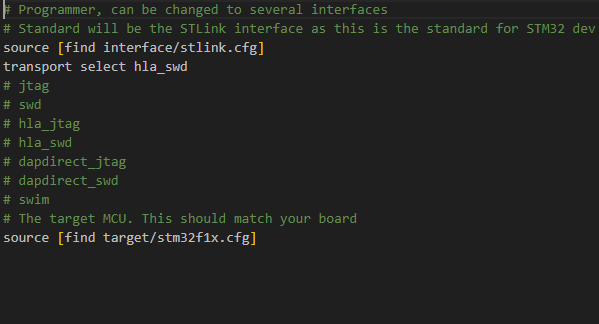 # Programmer, can be changed to several interfaces
# Standard will be the STLink interface as this is the standard for STM32 dev
source [find interface/stlink.cfg]
transport select hla_swd
# jtag
# swd
# hla_jtag
# hla_swd
# dapdirect_jtag
# dapdirect_swd
# swim
# The target MCU. This should match your board
source [find target/stm32f1x.cfg]